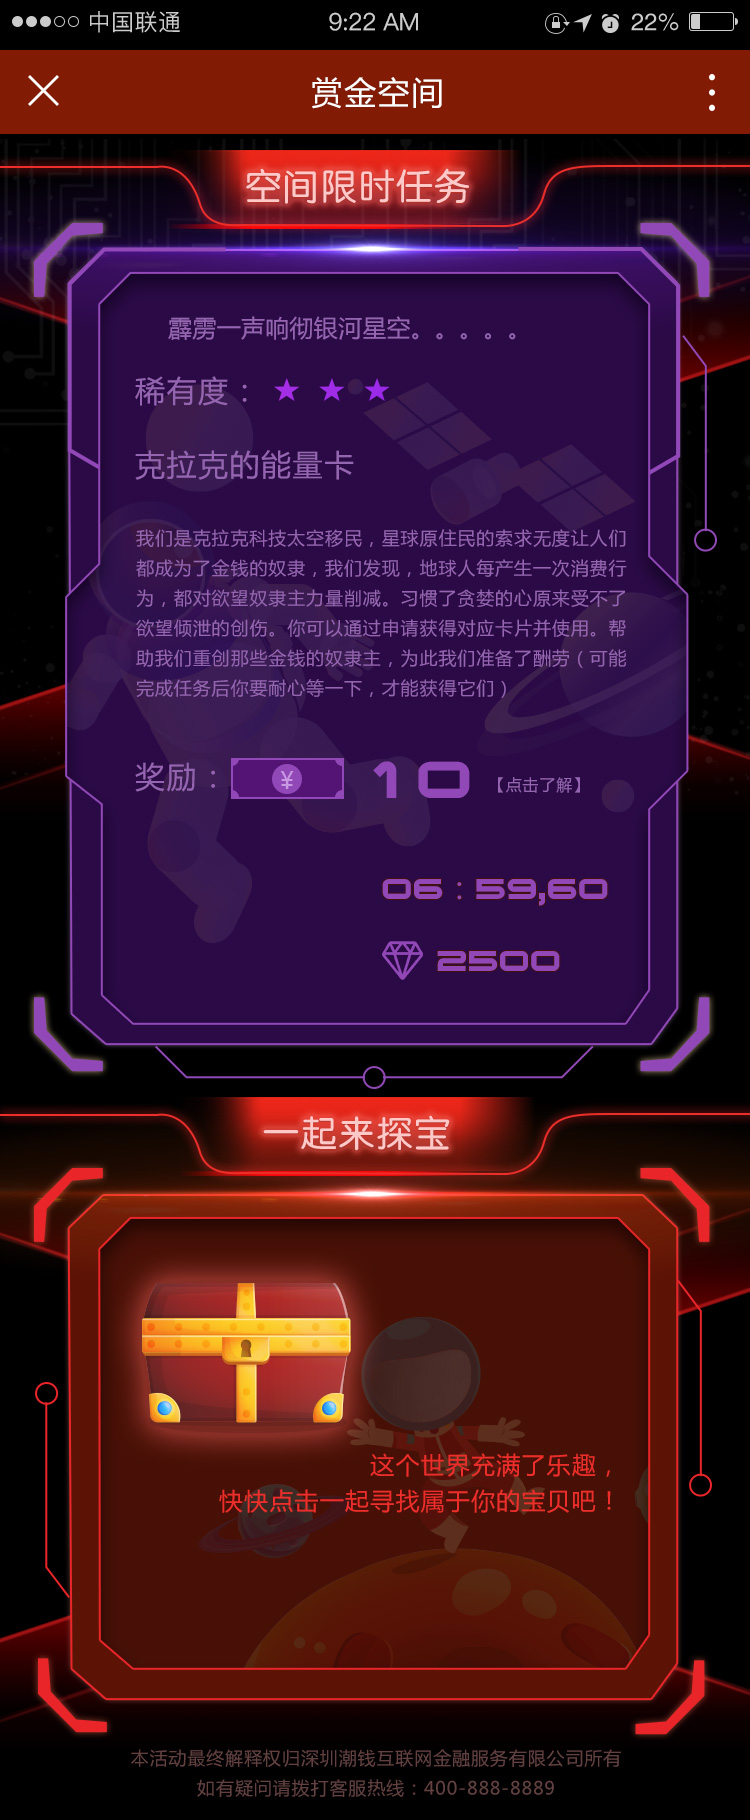 中国联通 9:22 AM 22%
赏金空间
空间限时任务
霹雳一声响彻银河星空。。。。。
稀有度： ★ ★ ★
克拉克的能量卡
我们是克拉克科技太空移民，星球原住民的索求无度让人们
都成为了金钱的奴隶，我们发现，地球人每产生一次消费行
为，都对欲望奴隶主力量削减。习惯了贪婪的心原来受不了
欲望倾泄的创伤。你可以通过申请获得对应卡片并使用。帮
助我们重创那些金钱的奴隶主，为此我们准备了酬劳（可能
完成任务后你要耐心等一下，才能获得它们）
奖励： ¥ 10 【点击了解】
06：59,60
2500
一起来探宝
这个世界充满了乐趣，
快快点击一起寻找属于你的宝贝吧！
本活动最终解释权归深圳潮钱互联网金融服务有限公司所有
如有疑问请拨打客服热线：400-888-8889